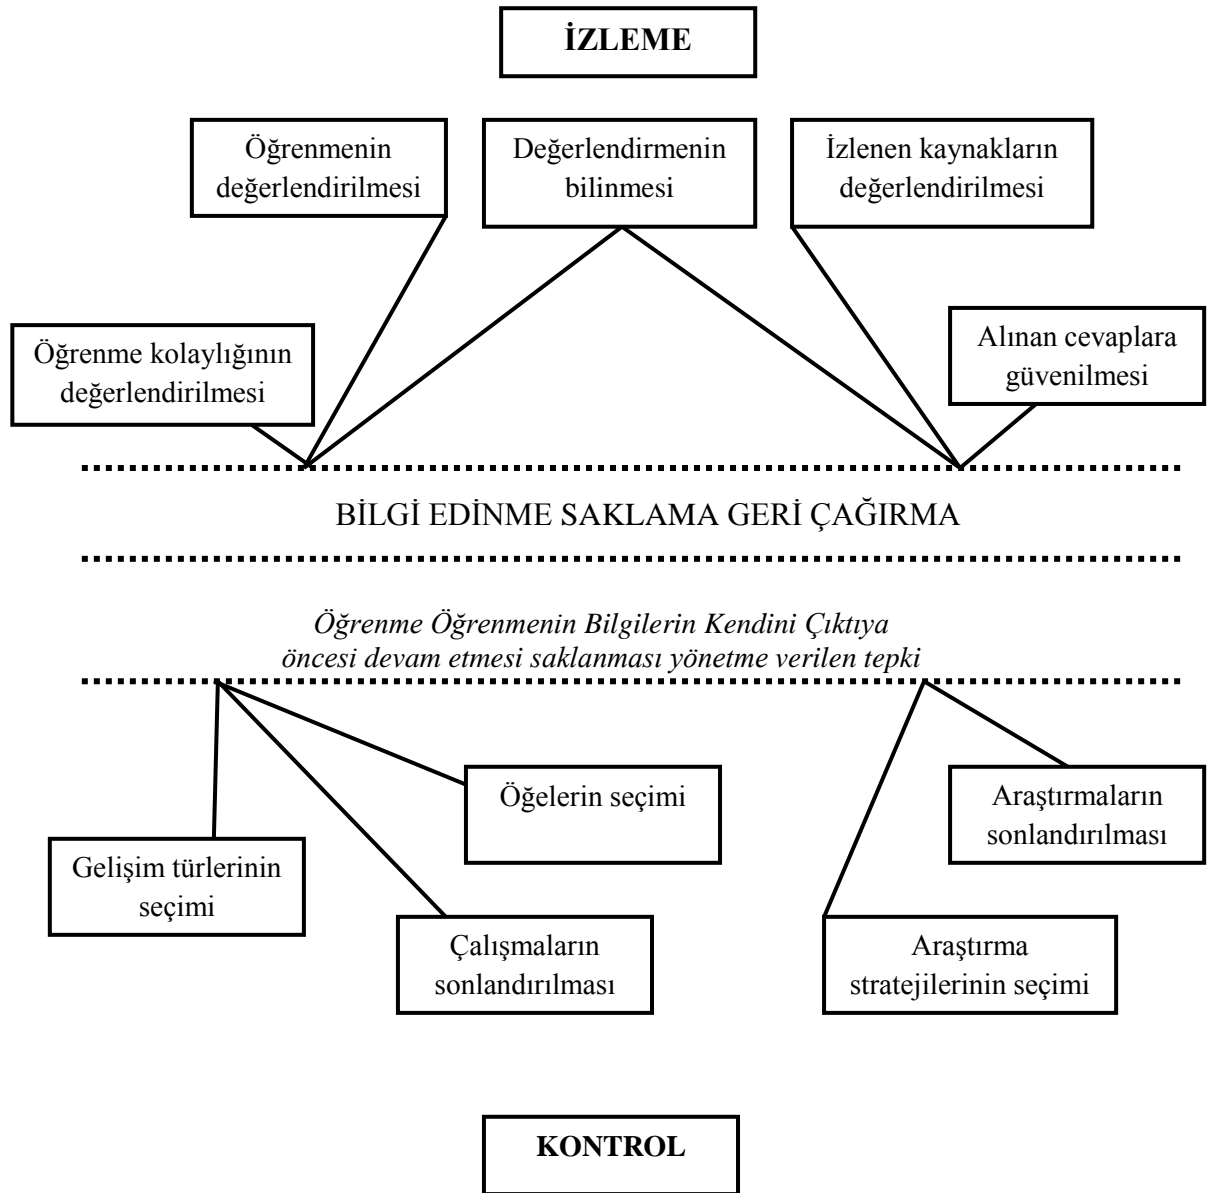 İZLEME
Öğrenmenin
değerlendirilmesi
Değerlendirmenin
bilinmesi
İzlenen kaynakların
değerlendirilmesi
Öğrenme kolaylığının
değerlendirilmesi
Alınan cevaplara
güvenilmesi
BİLGİ EDİNME SAKLAMA GERİ ÇAĞIRMA
Öğrenme Öğrenmenin Bilgilerin Kendini Çıktıya
öncesi devam etmesi saklanması yönetme verilen tepki
Öğelerin seçimi
Araştırmaların
sonlandırılması
Gelişim türlerinin
seçimi
Çalışmaların
sonlandırılması
Araştırma
stratejilerinin seçimi
KONTROL